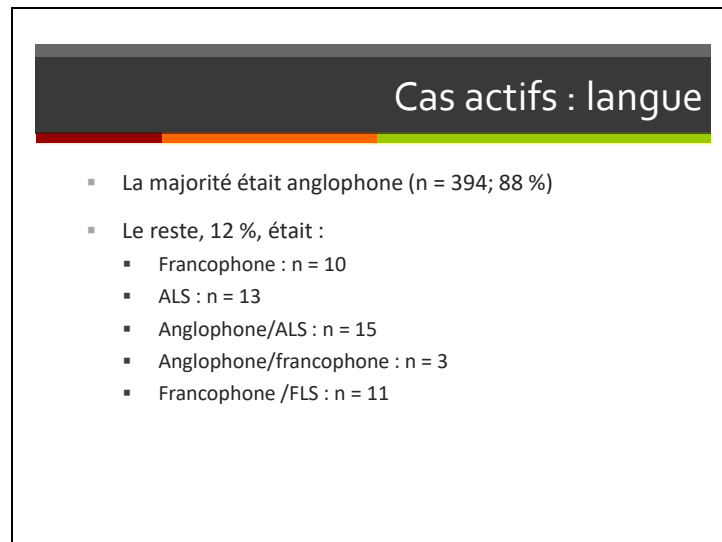 Cas actifs : langue
▪ La majorité était anglophone (n = 394; 88 %)
▪ Le reste, 12 %, était :
▪ Francophone : n = 10
▪ ALS : n = 13
▪ Anglophone/ALS : n = 15
▪ Anglophone/francophone : n = 3
▪ Francophone /FLS : n = 11